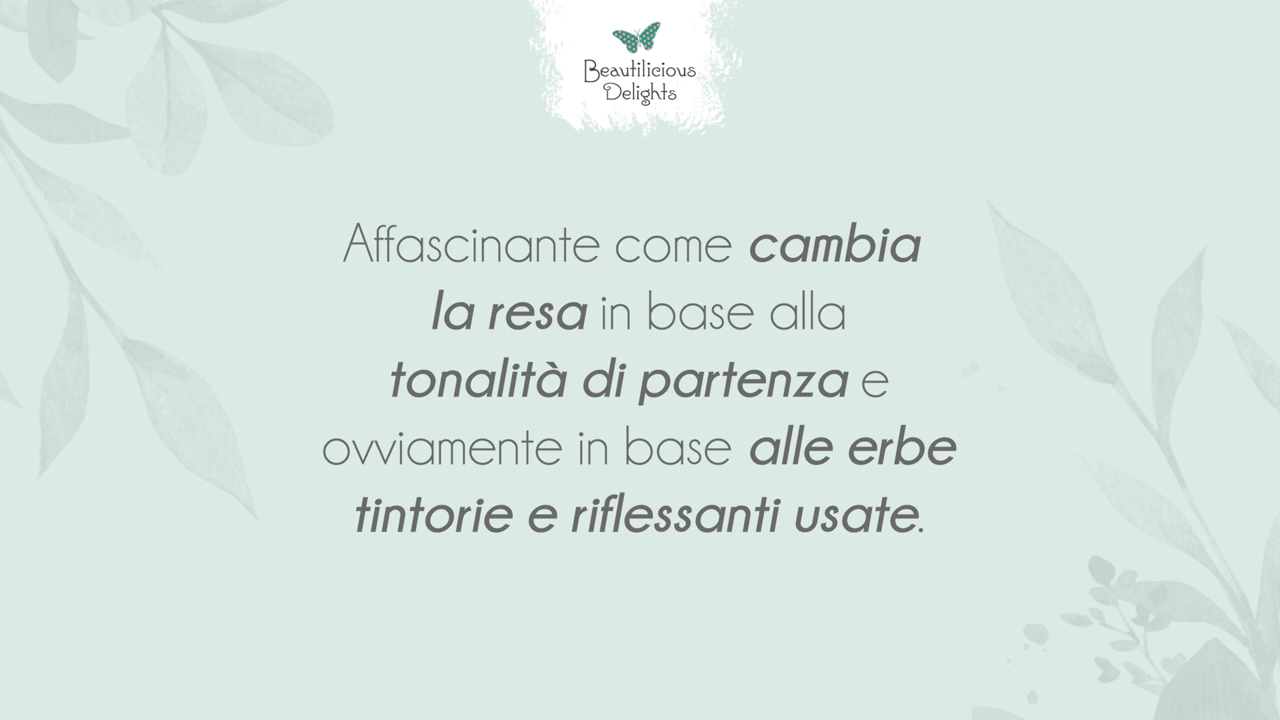 Beautilicious
Delights
Affascinante come cambia
la resa in base alla
tonalità di partenza e
ovviamente in base alle erbe
tintorie e riflessanti usate.